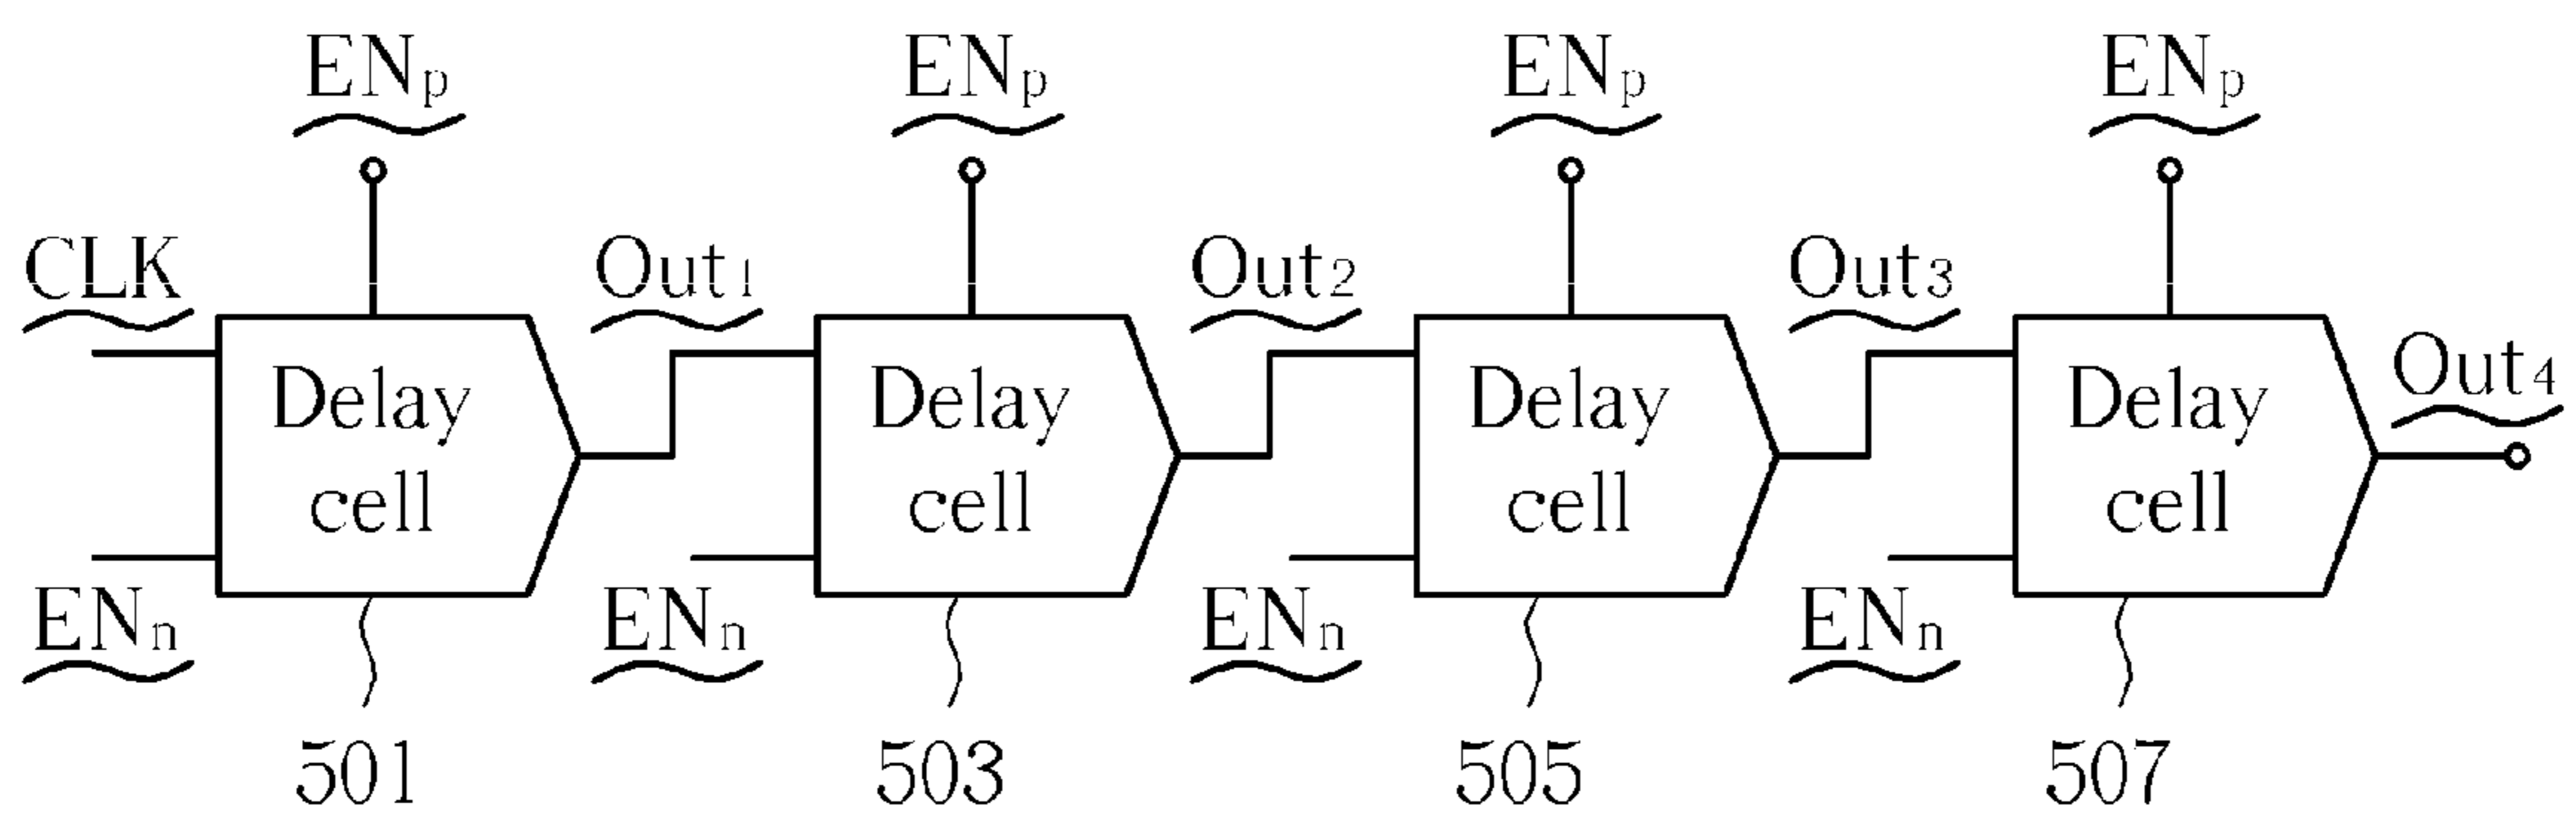 ENp ENp ENp ENp
CLK Out1 Out2 Out3
Out4
Delay cell Delay cell Delay cell Delay cell
ENn ENn ENn ENn
501 503 505 507